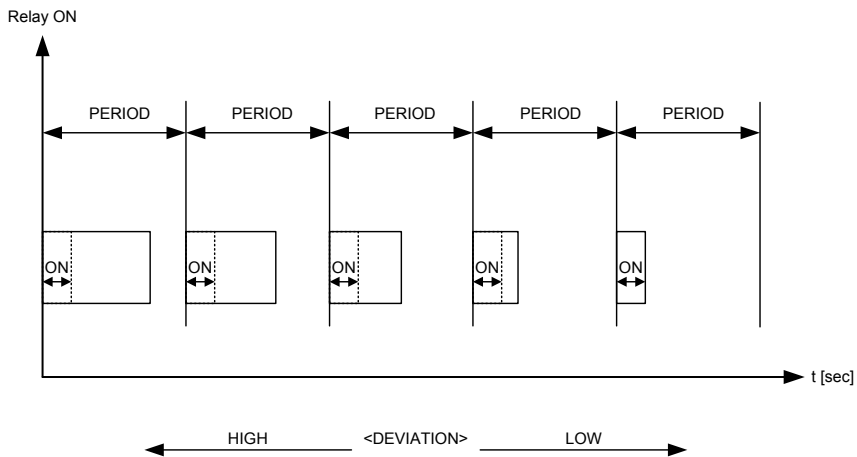 Relay ON
PERIOD PERIOD PERIOD PERIOD PERIOD
ON ON ON ON ON
t [sec]
HIGH <DEVIATION> LOW